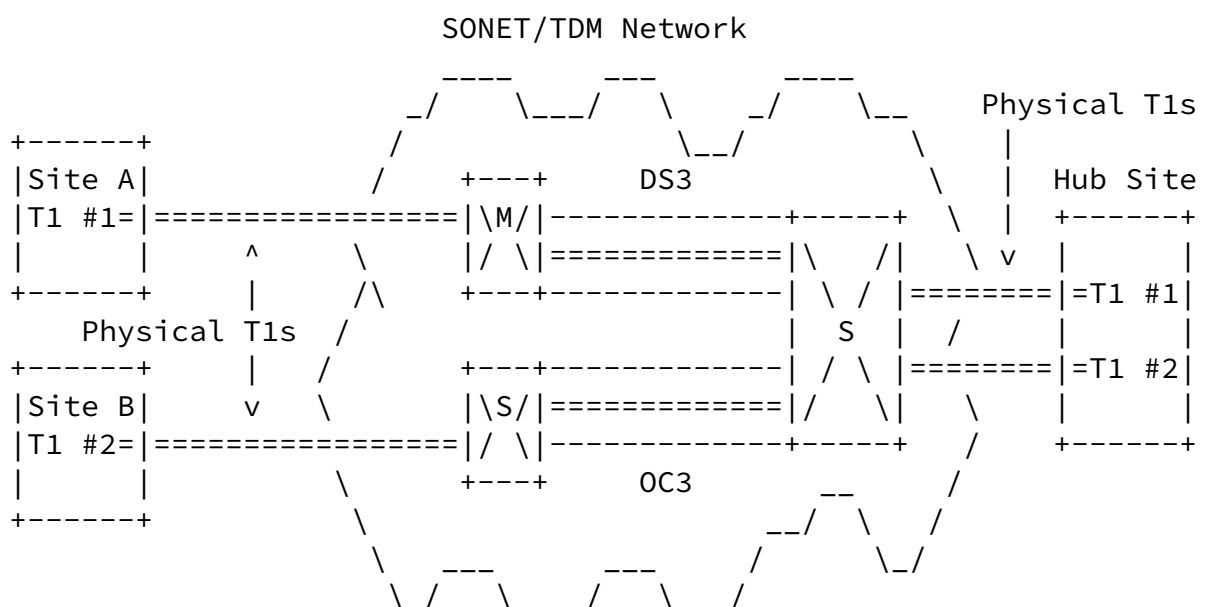 SONET/TDM Network
Physical T1s
Site A
DS3
Hub Site
T1 #1
M
T1 #1
Physical T1s
S
T1 #2
Site B
S
T1 #2
OC3